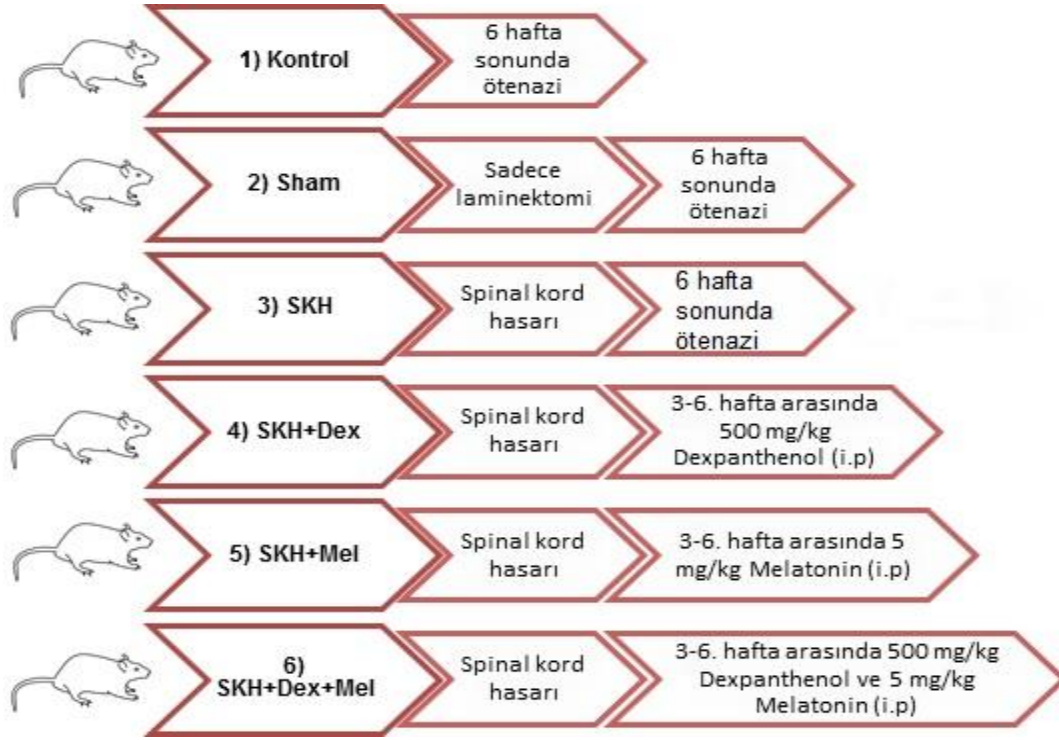 1) Kontrol
6 hafta
sonunda
ötenazi
2) Sham
Sadece
laminektomi
6 hafta
sonunda
ötenazi
3) SKH
Spinal kord
hasarı
6 hafta
sonunda
ötenazi
4) SKH+Dex
Spinal kord
hasarı
3-6. hafta arasında
500 mg/kg
Dexpanthenol (i.p)
5) SKH+Mel
Spinal kord
hasarı
3-6. hafta arasında 5
mg/kg Melatonin (i.p)
6)
SKH+Dex+Mel
Spinal kord
hasarı
3-6. hafta arasında 500 mg/kg
Dexpanthenol ve 5 mg/kg
Melatonin (i.p)